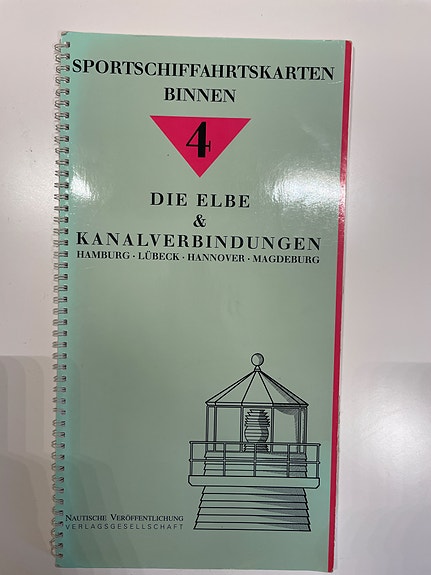 SPORTSCHIFFAHRTSKARTEN
BINNEN
4
DIE ELBE
&
KANALVERBINDUNGEN
HAMBURG · LÜBECK · HANNOVER · MAGDEBURG
NAUTISCHE VERÖFFENTLICHUNG
VERLAGSGESELLSCHAFT